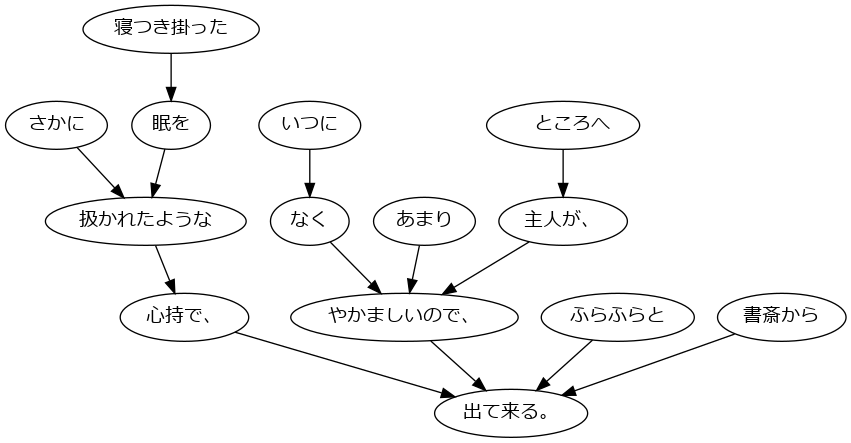 寝つき掛った
さかに
眠を
いつに
ところへ
扱かれたような
なく
あまり
主人が、
心持で、
やかましいので、
ふらふらと
書斎から
出て来る。